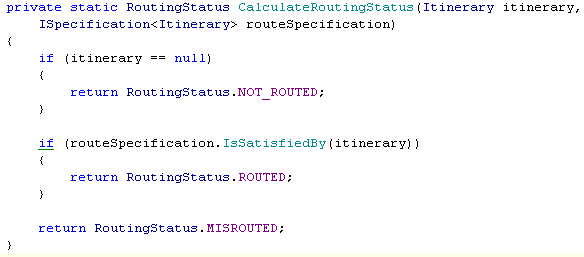 private static RoutingStatus CalculateRoutingStatus(Itinerary itinerary,
    ISpecification<Itinerary> routeSpecification)
{
    if (itinerary == null)
    {
        return RoutingStatus.NOT_ROUTED;
    }

    if (routeSpecification.IsSatisfiedBy(itinerary))
    {
        return RoutingStatus.ROUTED;
    }

    return RoutingStatus.MISROUTED;
}